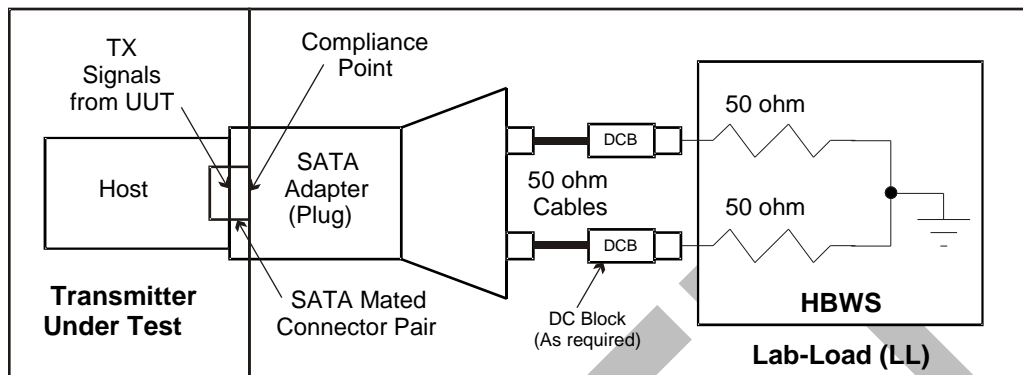 TX
Signals
from UUT
Compliance
Point
Host
SATA
Adapter
(Plug)
DCB
50 ohm
Cables
DCB
50 ohm
50 ohm
HBWS
Transmitter
Under Test
SATA Mated
Connector Pair
DC Block
(As required)
Lab-Load (LL)